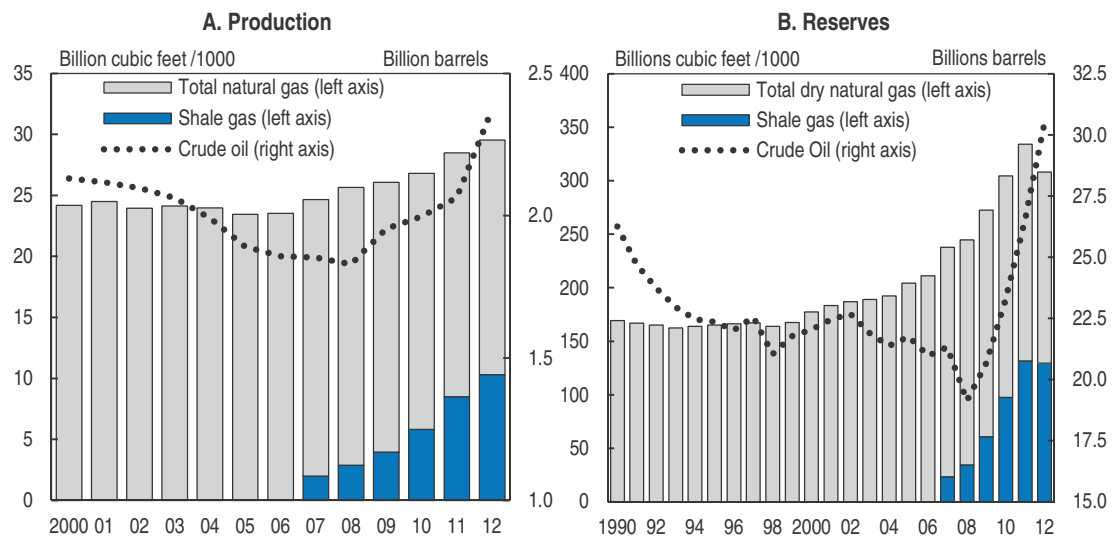 A. Production
Billion cubic feet /1000
Billion barrels
35
30
25
20
15
10
5
0
2.5
2.0
1.5
1.0
Total natural gas (left axis)
Shale gas (left axis)
Crude oil (right axis)
2000 01 02 03 04 05 06 07 08 09 10 11 12
B. Reserves
Billions cubic feet /1000
Billions barrels
400
350
300
250
200
150
100
50
0
32.5
30.0
27.5
25.0
22.5
20.0
17.5
15.0
Total dry natural gas (left axis)
Shale gas (left axis)
Crude Oil (right axis)
1990 92 94 96 98 2000 02 04 06 08 10 12